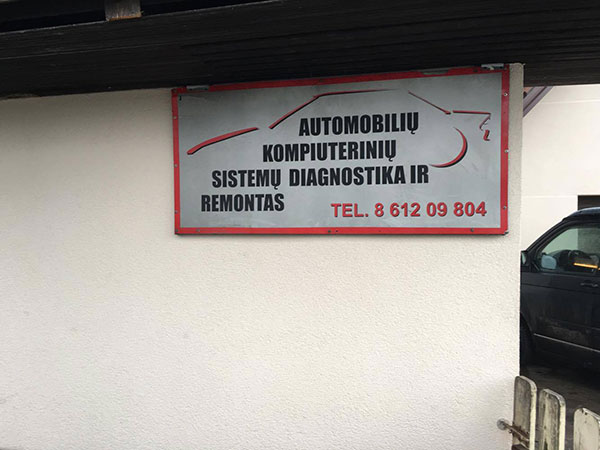 AUTOMOBILIŲ
KOMPIUTERINIŲ
SISTEMŲ DIAGNOSTIKA IR
REMONTAS
TEL. 8 612 09 804